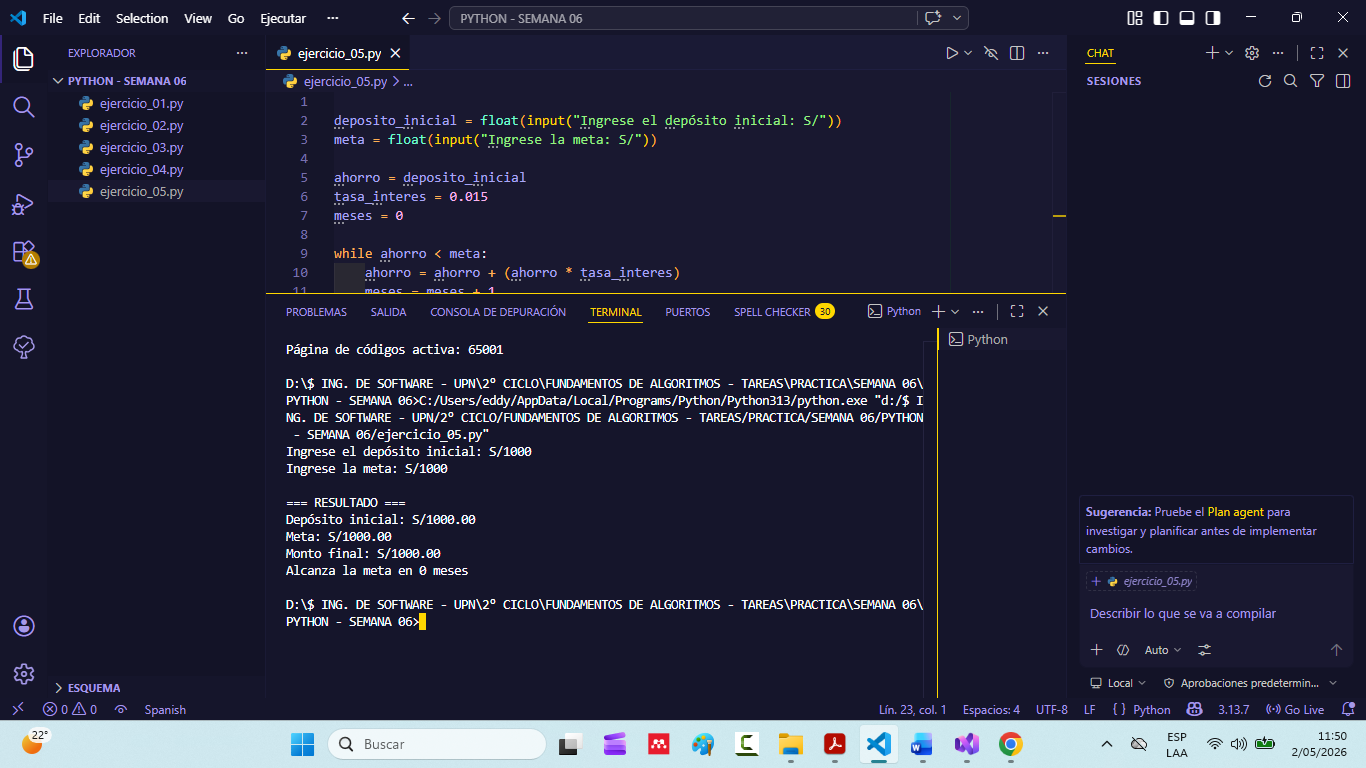 File Edit Selection View Go Ejecutar ···
PYTHON - SEMANA 06
EXPLORADOR ···
PYTHON - SEMANA 06
ejercicio_01.py
ejercicio_02.py
ejercicio_03.py
ejercicio_04.py
ejercicio_05.py
ESQUEMA
ejercicio_05.py
ejercicio_05.py > ...
1
2 deposito_inicial = float(input("Ingrese el depósito inicial: S/"))
3 meta = float(input("Ingrese la meta: S/"))
4
5 ahorro = deposito_inicial
6 tasa_interes = 0.015
7 meses = 0
8
9 while ahorro < meta:
10 ahorro = ahorro + (ahorro * tasa_interes)
11 meses = meses + 1
PROBLEMAS SALIDA CONSOLA DE DEPURACIÓN TERMINAL PUERTOS SPELL CHECKER 30
Python
Python
Página de códigos activa: 65001
D:\$ ING. DE SOFTWARE - UPN\2º CICLO\FUNDAMENTOS DE ALGORITMOS - TAREAS\PRACTICA\SEMANA 06\
PYTHON - SEMANA 06>C:/Users/eddy/AppData/Local/Programs/Python/Python313/python.exe "d:/$ I
NG. DE SOFTWARE - UPN/2º CICLO/FUNDAMENTOS DE ALGORITMOS - TAREAS/PRACTICA/SEMANA 06/PYTHON
- SEMANA 06/ejercicio_05.py"
Ingrese el depósito inicial: S/1000
Ingrese la meta: S/1000
=== RESULTADO ===
Depósito inicial: S/1000.00
Meta: S/1000.00
Monto final: S/1000.00
Alcanza la meta en 0 meses
D:\$ ING. DE SOFTWARE - UPN\2º CICLO\FUNDAMENTOS DE ALGORITMOS - TAREAS\PRACTICA\SEMANA 06\
PYTHON - SEMANA 06>
CHAT
SESIONES
Sugerencia: Pruebe el Plan agent para
investigar y planificar antes de implementar
cambios.
ejercicio_05.py
Describir lo que se va a compilar
Auto
Local Aprobaciones predetermin...
0 0 Spanish
Lín. 23, col. 1 Espacios: 4 UTF-8 LF { } Python 3.13.7 Go Live
22°
Buscar
ESP
LAA
11:50
2/05/2026